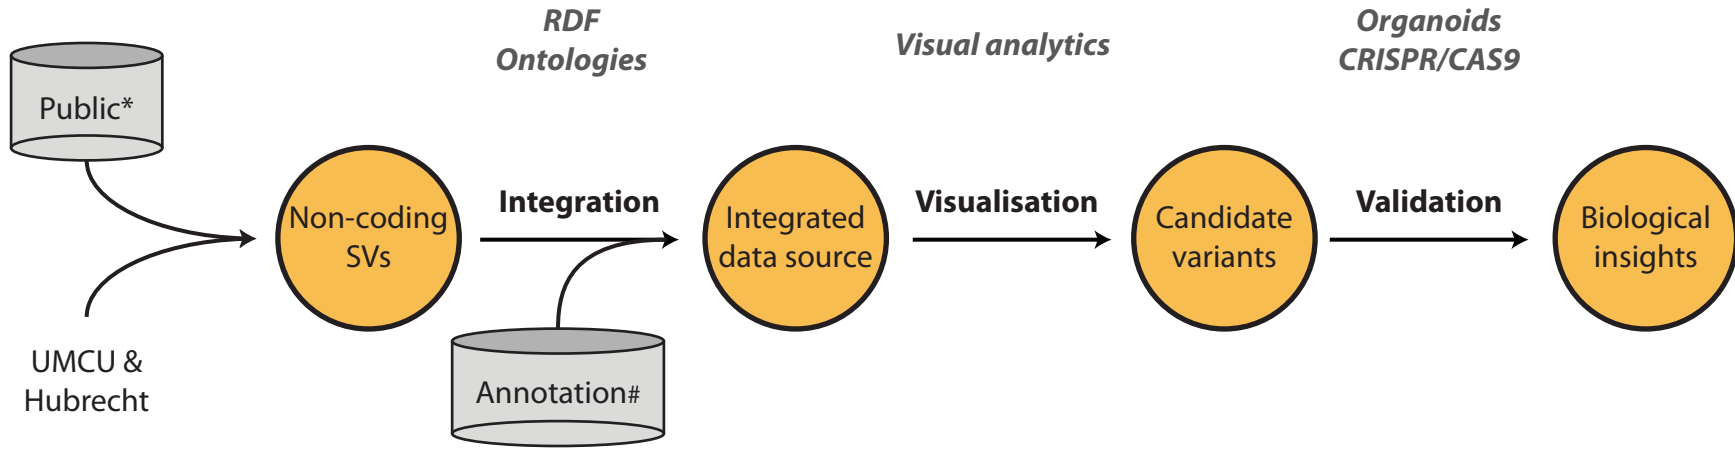 RDF
Ontologies
Visual analytics
Organoids
CRISPR/CAS9
Public*
Non-coding
SVs
Integration
Integrated
data source
Visualisation
Candidate
variants
Validation
Biological
insights
UMCU &
Hubrecht
Annotation#